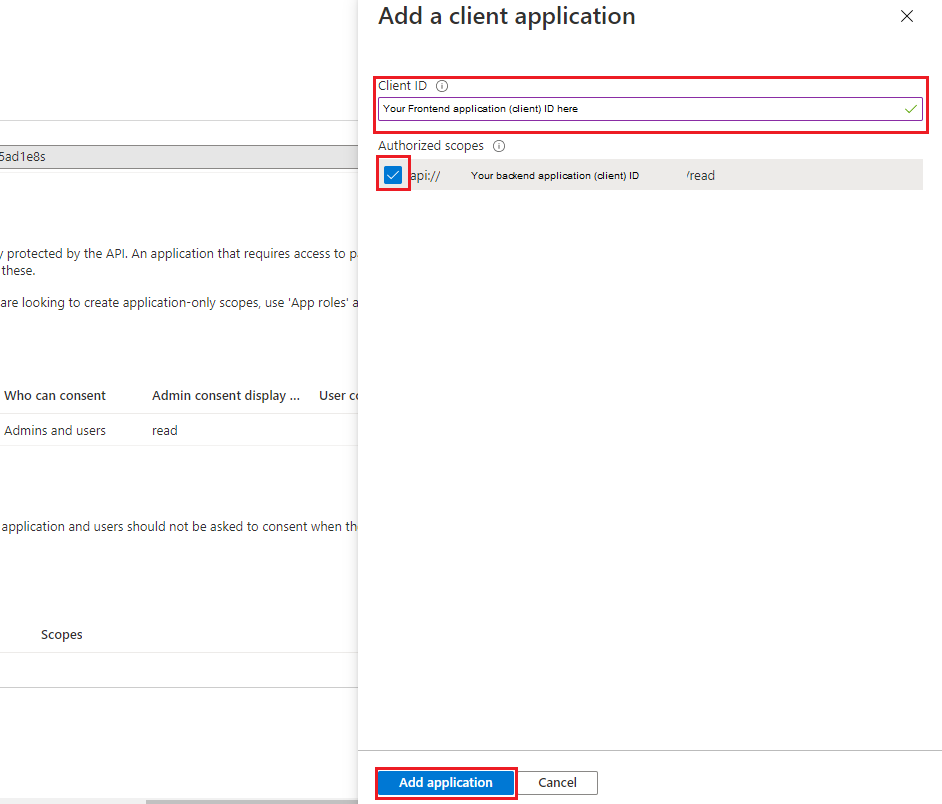 Add a client application
Client ID
Your Frontend application (client) ID here
Authorized scopes
api:// Your backend application (client) ID /read
5ad1e8s
y protected by the API. An application that requires access to p
these.
are looking to create application-only scopes, use 'App roles' a
Who can consent Admin consent display ... User co
Admins and users read
application and users should not be asked to consent when the
Scopes
Add application Cancel